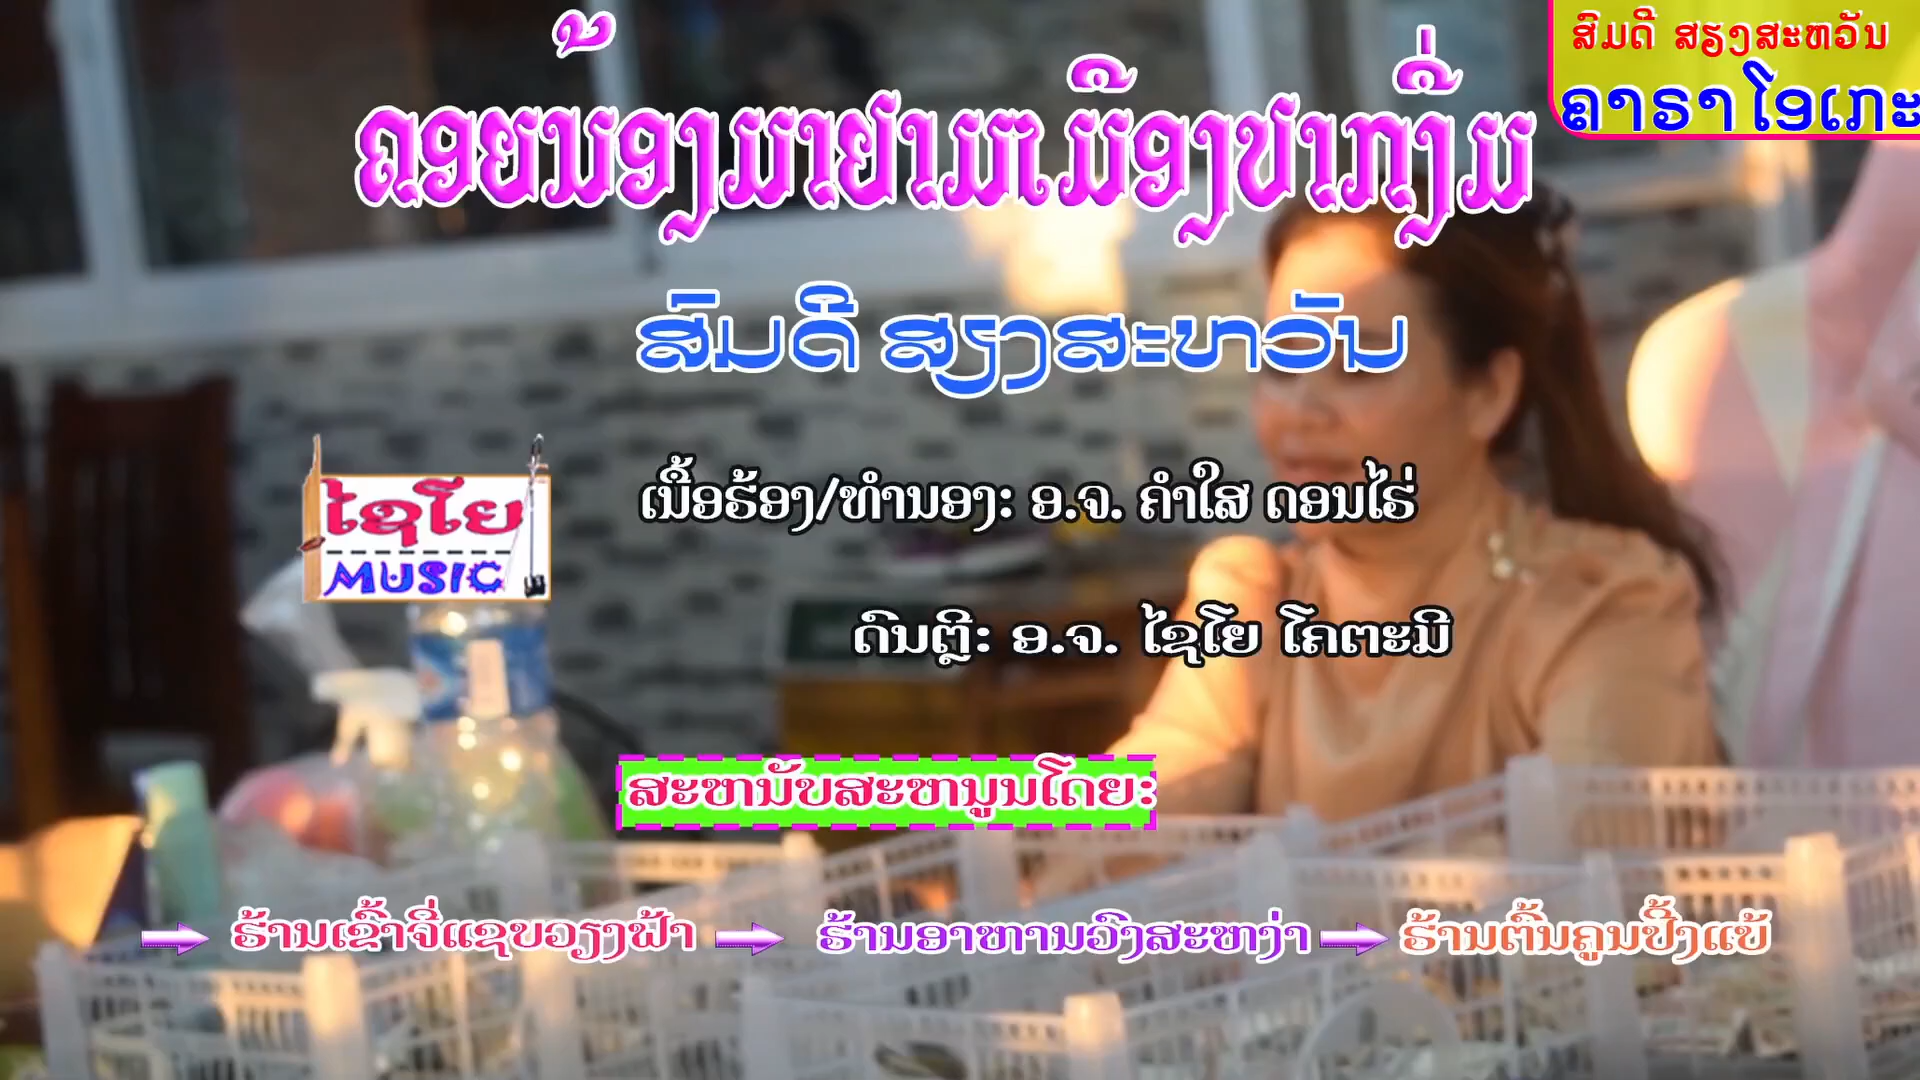 ສົມດີ ສຽງສະຫວັນ
ຄາຣາໂອເກະ
ຄອຍນ້ອງມາຢາມເມືອງປາກງື່ມ
ສົມດີ ສຽງສະຫວັນ
ໄຊໂຍ
MUSIC
ເນື້ອຮ້ອງ/ທຳນອງ: ອ.ຈ. ຄຳໃສ ດອນໄຮ່
ດົນຕຼີ: ອ.ຈ. ໄຊໂຍ ໂຄຕະມີ
ສະຫນັບສະຫນູນໂດຍ:
ຮ້ານເຂົ້າຈີ່ແຊບວຽງຟ້າ
ຮ້ານອາຫານວົງສະຫງ່າ
ຮ້ານຕົ້ນຄູນປີ້ງແບ້